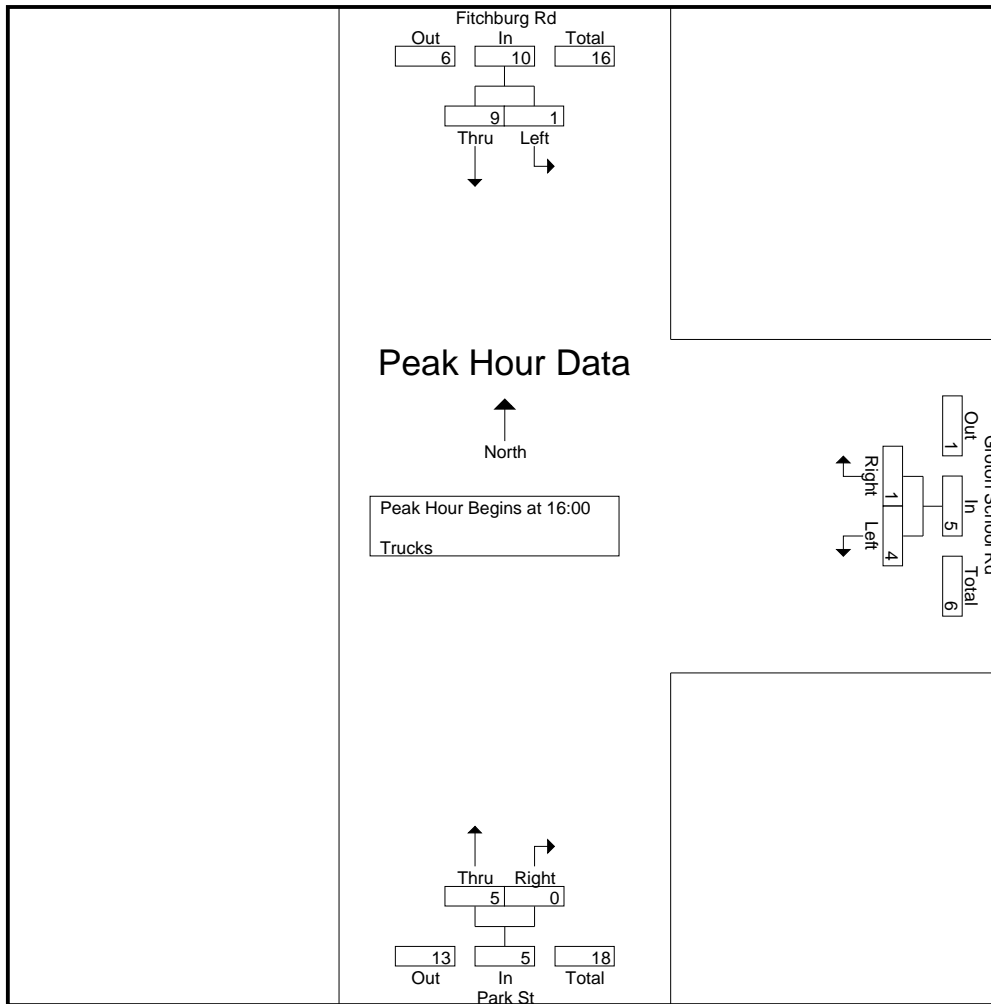 Fitchburg Rd
Out In Total
6 10 16
9 1
Thru Left
Peak Hour Data
North
Peak Hour Begins at 16:00
Trucks
Out In Total
1 5 6
Right Left
1 4
Thru Right
5 0
13 5 18
Out In Total
Park St